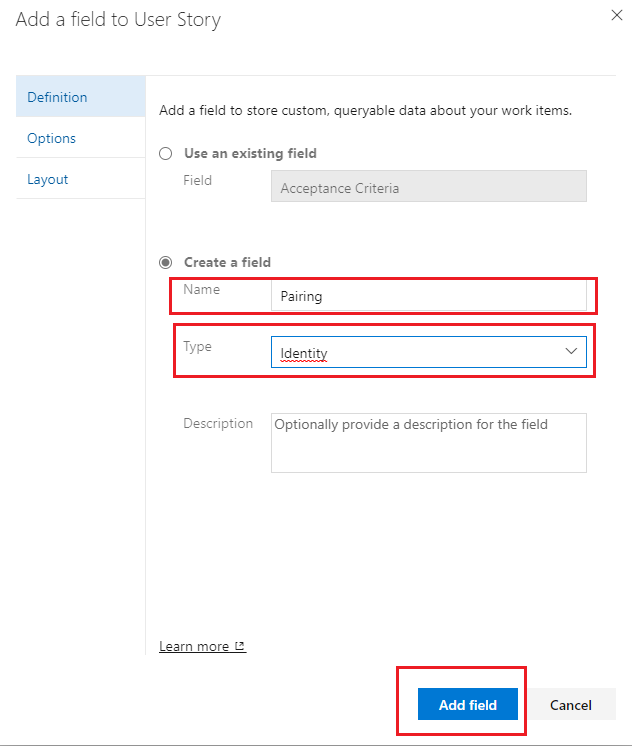 Add a field to User Story
Definition
Options
Layout
Add a field to store custom, queryable data about your work items.
Use an existing field
Field
Acceptance Criteria
Create a field
Name
Pairing
Type
Identity
Description
Optionally provide a description for the field
Learn more
Add field
Cancel